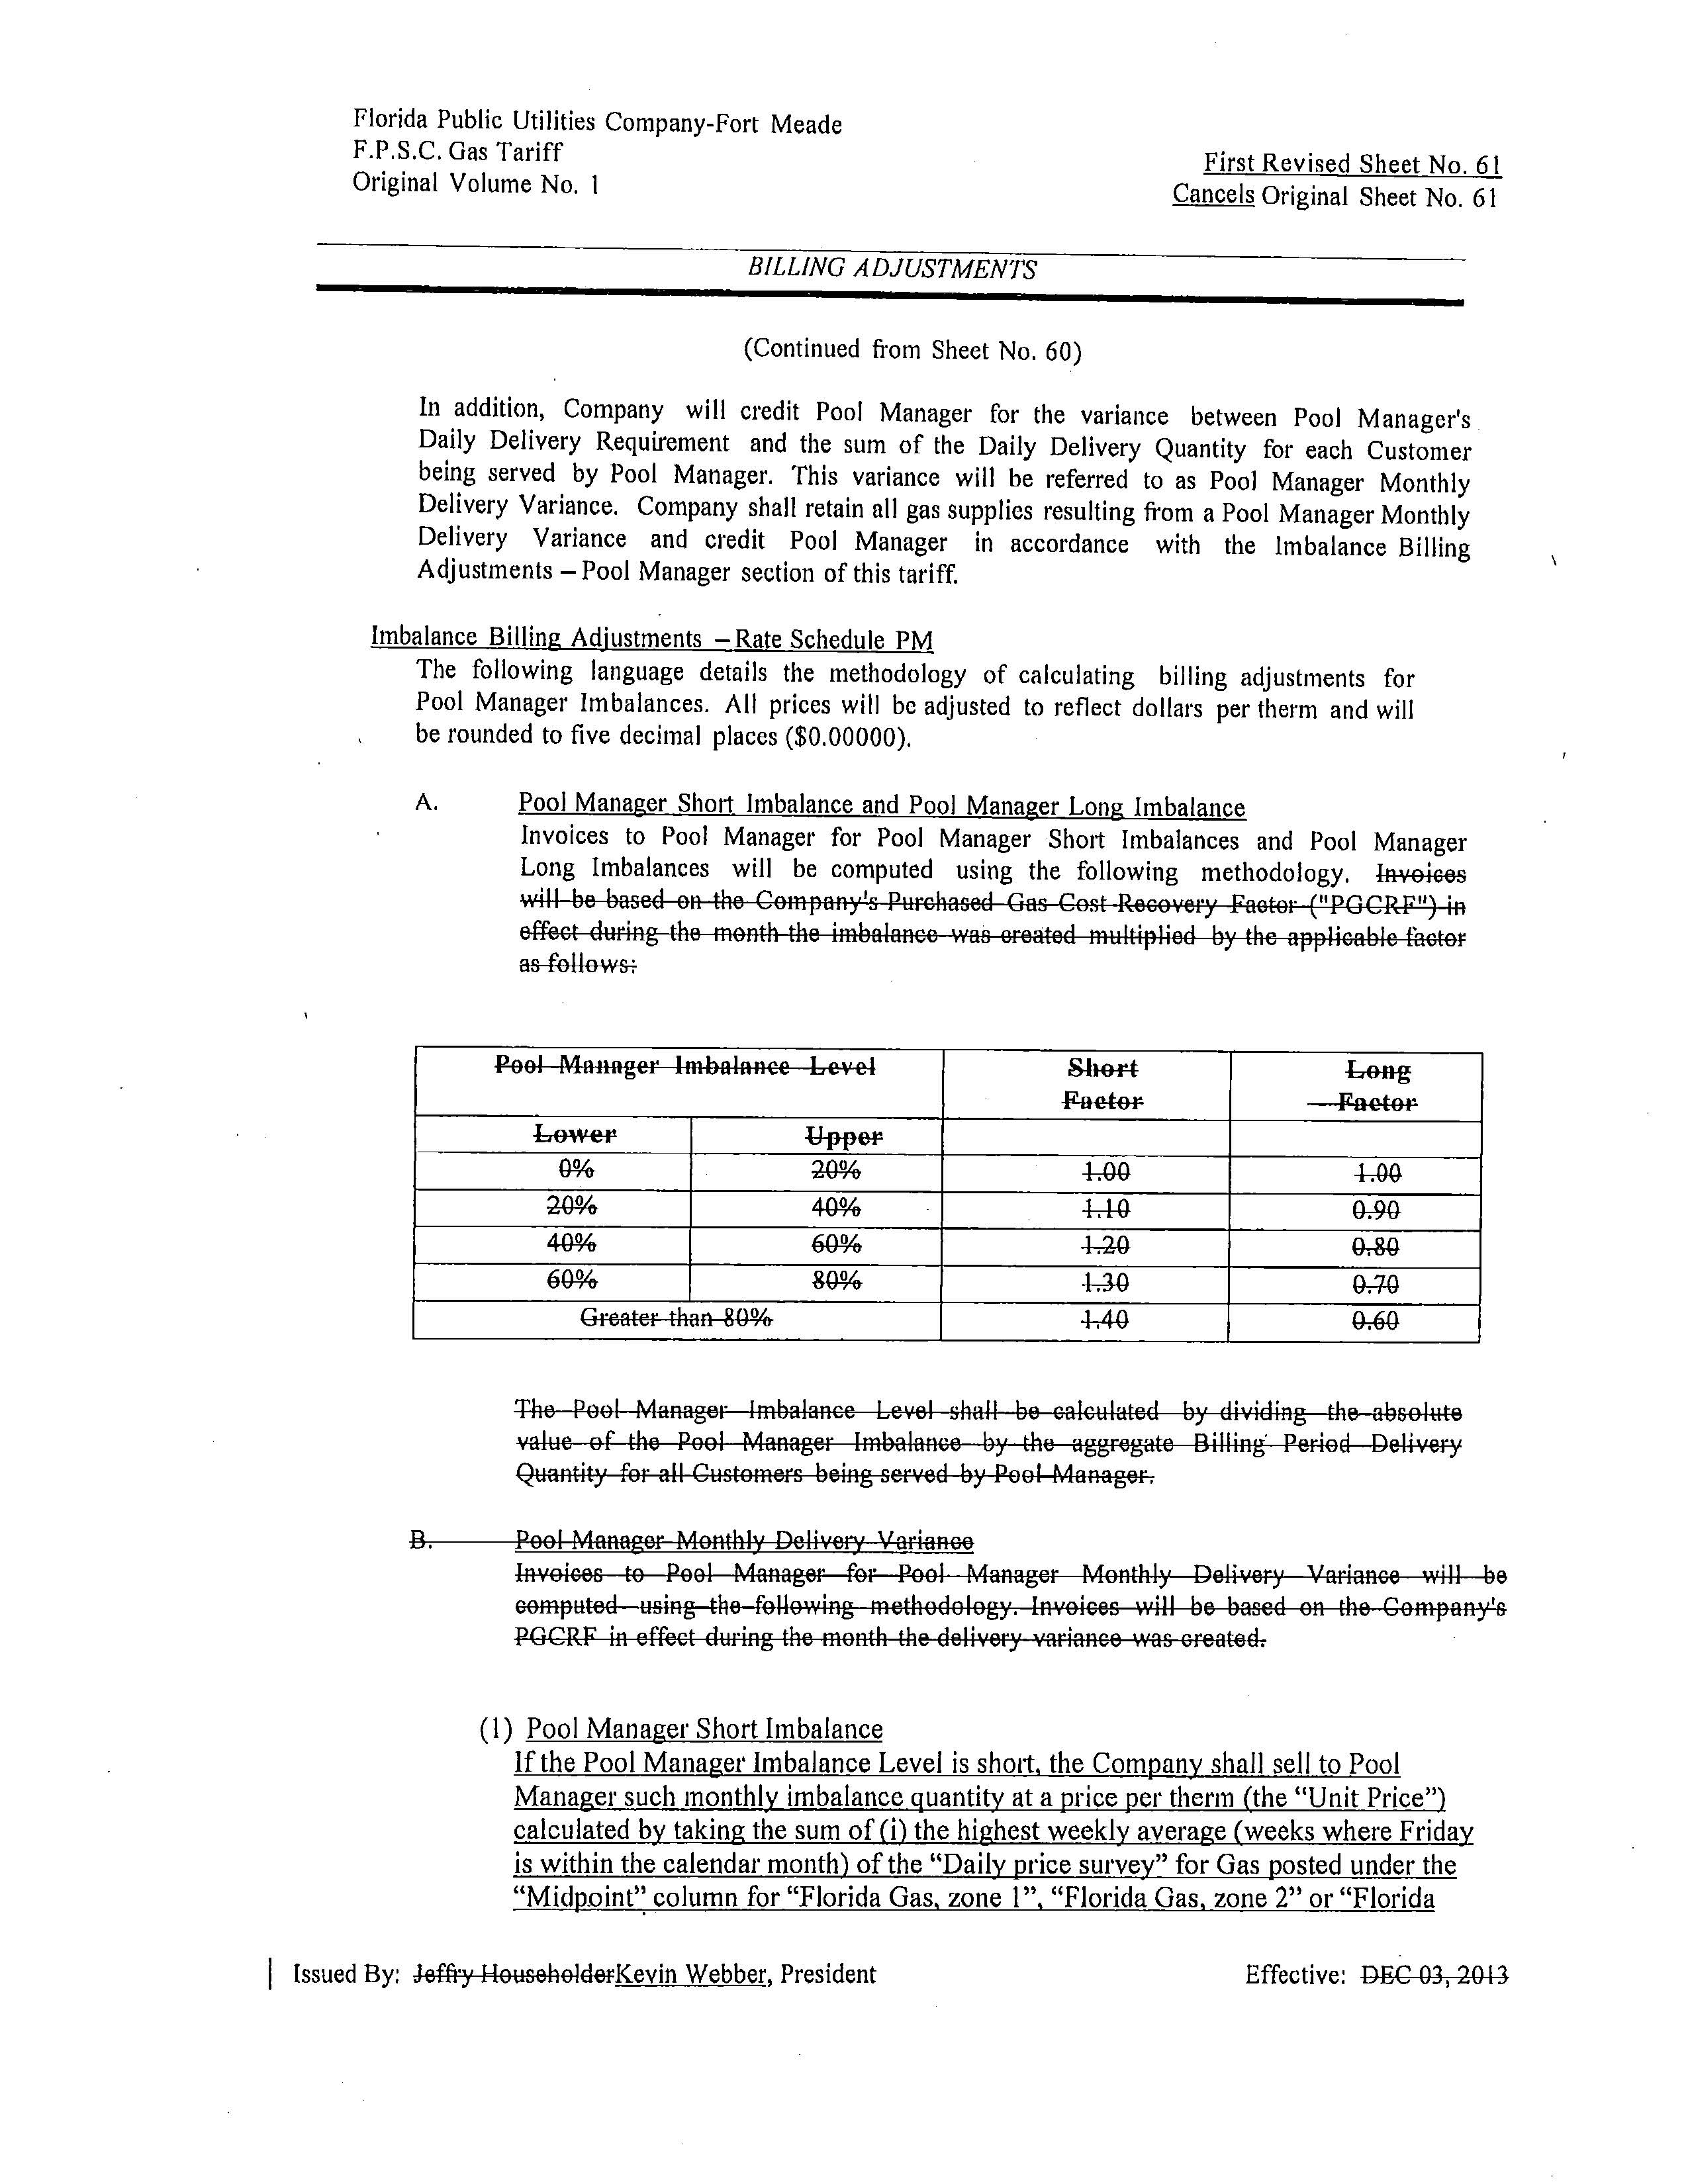 Florida Public Utilities Company-Fort Meade
F.P.S.C. Gas Tariff
Original Volume No. 1
First Revised Sheet No. 61
Cancels Original Sheet No. 61
BILLING ADJUSTMENTS
(Continued from Sheet No. 60)
In addition, Company will credit Pool Manager for the variance between Pool Manager's
Daily Delivery Requirement and the sum of the Daily Delivery Quantity for each Customer
being served by Pool Manager. This variance will be referred to as Pool Manager Monthly
Delivery Variance. Company shall retain all gas supplies resulting from a Pool Manager Monthly
Delivery Variance and credit Pool Manager in accordance with the Imbalance Billing
Adjustments – Pool Manager section of this tariff.
Imbalance Billing Adjustments – Rate Schedule PM
The following language details the methodology of calculating billing adjustments for
Pool Manager Imbalances. All prices will be adjusted to reflect dollars per therm and will
be rounded to five decimal places ($0.00000).
A. Pool Manager Short Imbalance and Pool Manager Long Imbalance
Invoices to Pool Manager for Pool Manager Short Imbalances and Pool Manager
Long Imbalances will be computed using the following methodology. Invoices
will be based on the Company's Purchased Gas Cost Recovery Factor ("PGCRF") in
effect during the month the imbalance was created multiplied by the applicable factor
as follows:
Pool Manager Imbalance Level Short Long
Factor Factor
Lower Upper
0% 20% 1.00 1.00
20% 40% 1.10 0.90
40% 60% 1.20 0.80
60% 80% 1.30 0.70
Greater than 80% 1.40 0.60
The Pool Manager Imbalance Level shall be calculated by dividing the absolute
value of the Pool Manager Imbalance by the aggregate Billing Period Delivery
Quantity for all Customers being served by Pool Manager.
B. Pool Manager Monthly Delivery Variance
Invoices to Pool Manager for Pool Manager Monthly Delivery Variance will be
computed using the following methodology. Invoices will be based on the Company's
PGCRF in effect during the month the delivery variance was created.
(1) Pool Manager Short Imbalance
If the Pool Manager Imbalance Level is short, the Company shall sell to Pool
Manager such monthly imbalance quantity at a price per therm (the “Unit Price”)
calculated by taking the sum of (i) the highest weekly average (weeks where Friday
is within the calendar month) of the “Daily price survey” for Gas posted under the
“Midpoint” column for “Florida Gas, zone 1”, “Florida Gas, zone 2” or “Florida
Issued By: Jeffry HouseholderKevin Webber, President
Effective: DEC 03, 2013